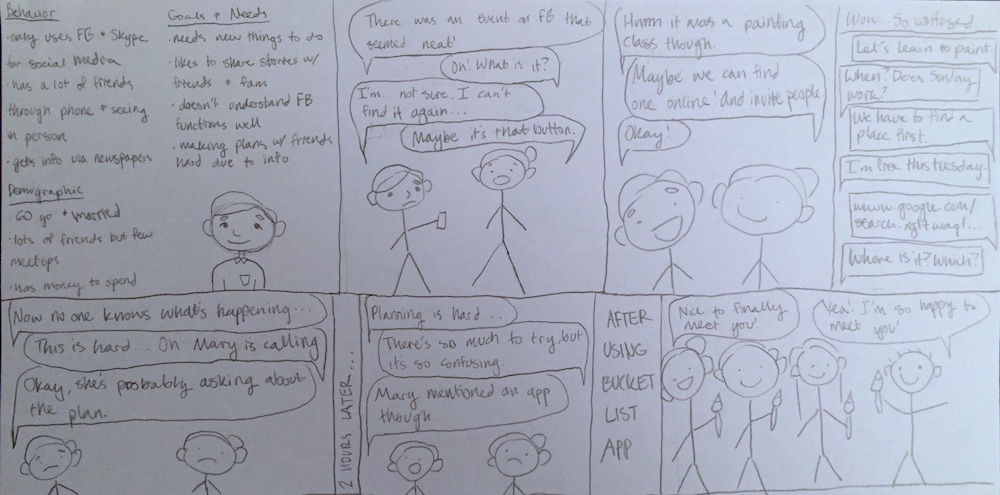 Behavior
• only uses FB + Skype
for social media
• has a lot of friends
through phone + seeing
in person
• gets info via newspapers
Demographic
• 60 yo + married
• lots of friends but few
meetups
• has money to spend
Goals + Needs
• needs new things to do
• likes to share stories w/
friends + fam
• doesn't understand FB
functions well
• making plans w/ friends
hard due to info
There was an event on FB that
seemed neat!
Oh! What is it?
I'm... not sure. I can't
find it again...
Maybe it's that button.
Hmm it was a painting
class though.
Maybe we can find
one online! And invite people
Okay!
Wow... So confused...
Let's learn to paint
When? Does Sunday
work?
We have to find a
place first.
I'm free this tuesday.
www.google.com/
search.
Where is it? Which?
Now no one knows what's happening...
This is hard... Oh Mary is calling
Okay, she's probably asking about
the plan.
2 HOURS LATER...
Planning is hard...
There's so much to try, but
it's so confusing.
Mary mentioned an app
though.
AFTER
USING
BUCKET
LIST
APP
Nice to finally
meet you!
Yea! I'm so happy to
meet you!